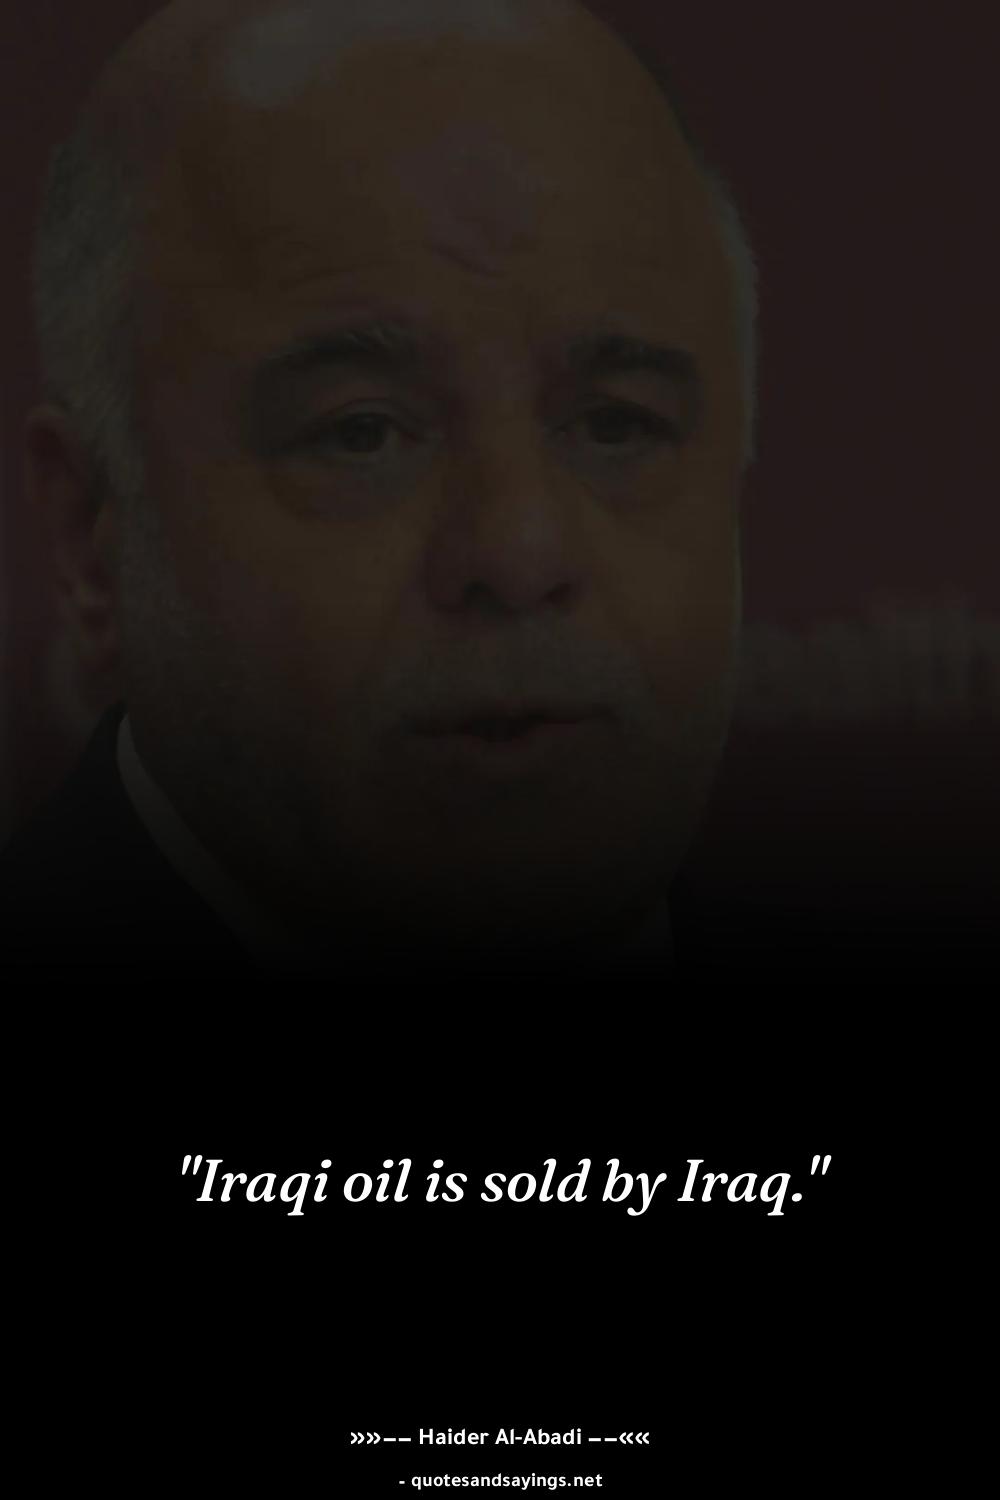 "Iraqi oil is sold by Iraq."
»»−− Haider Al-Abadi −−««
- quotesandsayings.net